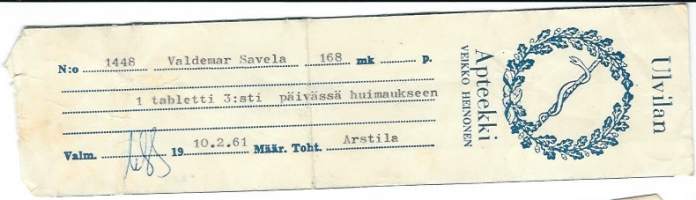 N:o 1448 Valdemar Savela 168 mk p.
1 tabletti 3:sti päivässä huimaukseen
Valm. 19 10.2.61 Määr. Toht. Arstila
Ulvilan
Apteekki
VEIKKO HEINONEN